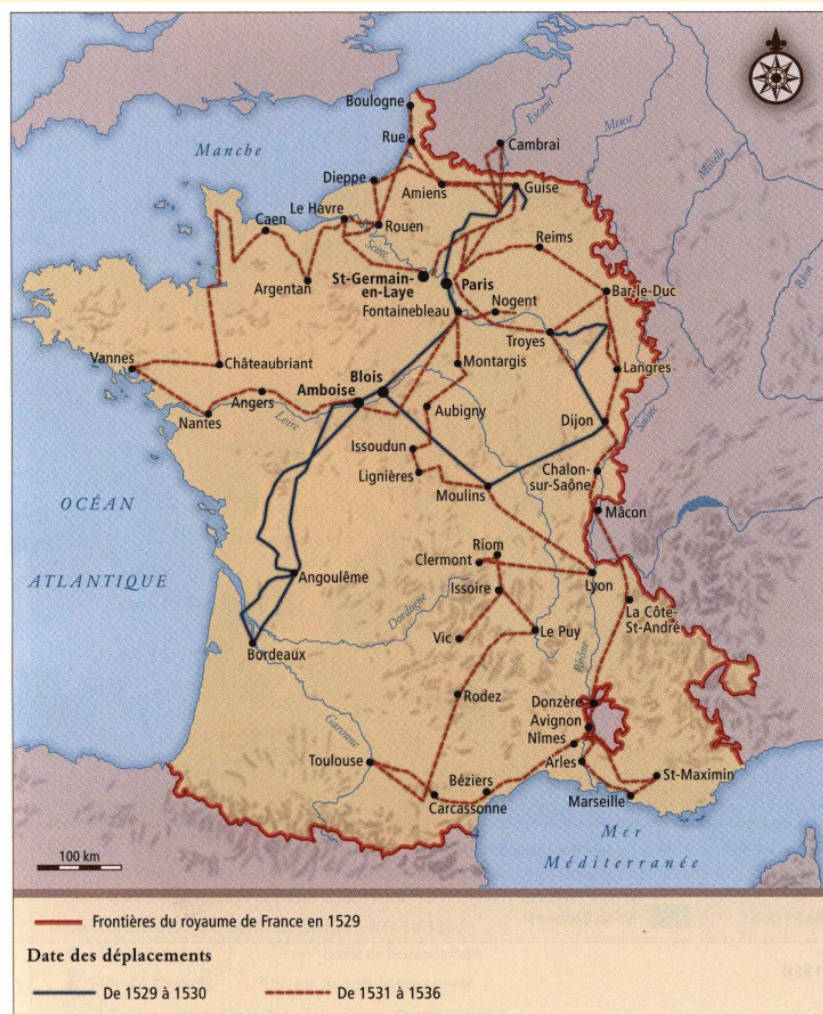 Boulogne
Rue
Escaut
Meuse
Moselle
Manche
Cambrai
Dieppe
Amiens
Guise
Le Havre
Caen
Rouen
Reims
Rhin
Seine
St-Germain-
en-Laye
Paris
Argentan
Bar-le-Duc
Fontainebleau
Nogent
Troyes
Vannes
Châteaubriant
Montargis
Langres
Blois
Amboise
Angers
Aubigny
Nantes
Loire
Dijon
Saône
Issoudun
Chalon-
sur-Saône
Lignières
Moulins
OCÉAN
Mâcon
Riom
Clermont
ATLANTIQUE
Angoulême
Lyon
Issoire
Dordogne
La Côte-
St-André
Vic
Le Puy
Bordeaux
Rhône
Rodez
Donzère
Avignon
Garonne
Nîmes
Toulouse
Arles
St-Maximin
Béziers
Carcassonne
Marseille
Mer
Méditerranée
100 km
Frontières du royaume de France en 1529
Date des déplacements
De 1529 à 1530
De 1531 à 1536